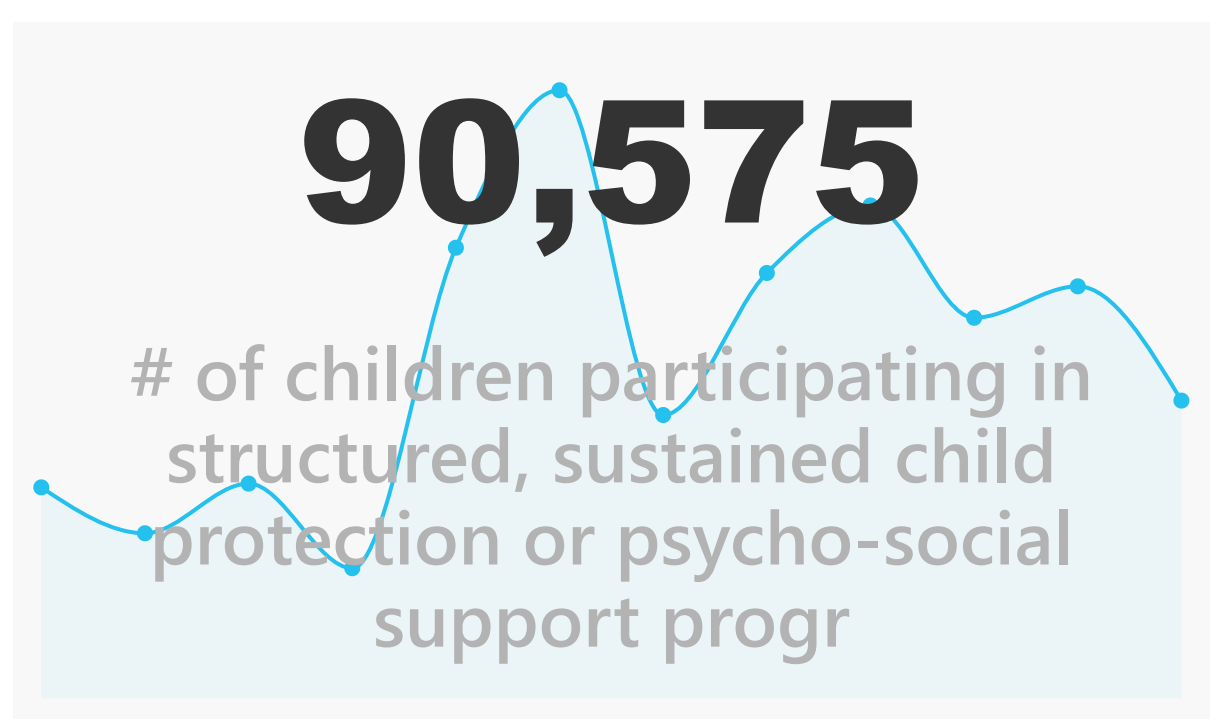 90,575
# of children participating in
structured, sustained child
protection or psycho-social
support progr